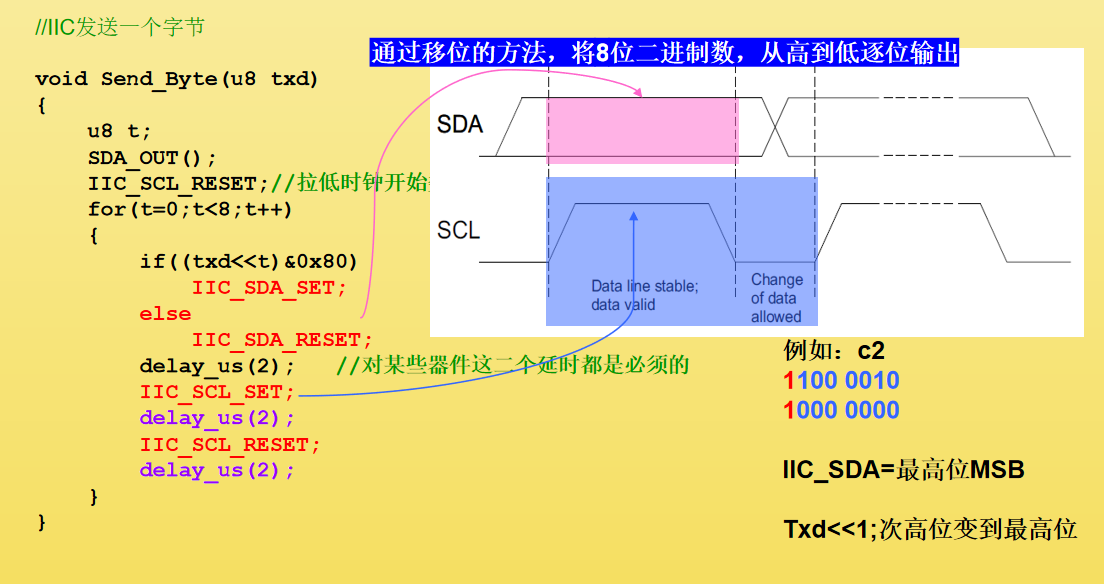 //IIC发送一个字节
通过移位的方法，将8位二进制数，从高到低逐位输出
void Send_Byte(u8 txd)
{
u8 t;
SDA_OUT();
IIC_SCL_RESET;//拉低时钟开始
for(t=0;t<8;t++)
{
if((txd<<t)&0x80)
IIC_SDA_SET;
else
IIC_SDA_RESET;
delay_us(2); //对某些器件这二个延时都是必须的
IIC_SCL_SET;
delay_us(2);
IIC_SCL_RESET;
delay_us(2);
}
}
SDA
SCL
Data line stable;
data valid
Change
of data
allowed
例如：c2
1100 0010
1000 0000
IIC_SDA=最高位MSB
Txd<<1;次高位变到最高位